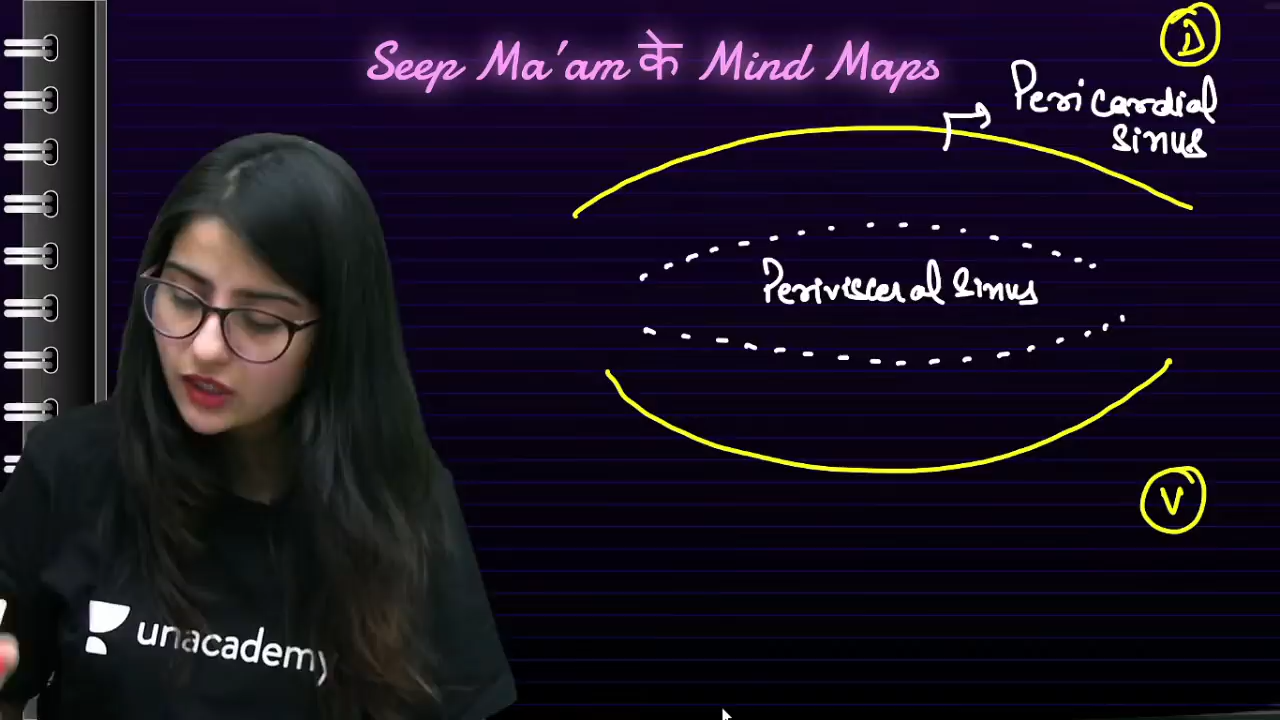 Seep Ma'am के Mind Maps
D
Pericardial
sinus
Perivisceral sinus
V
unacademy